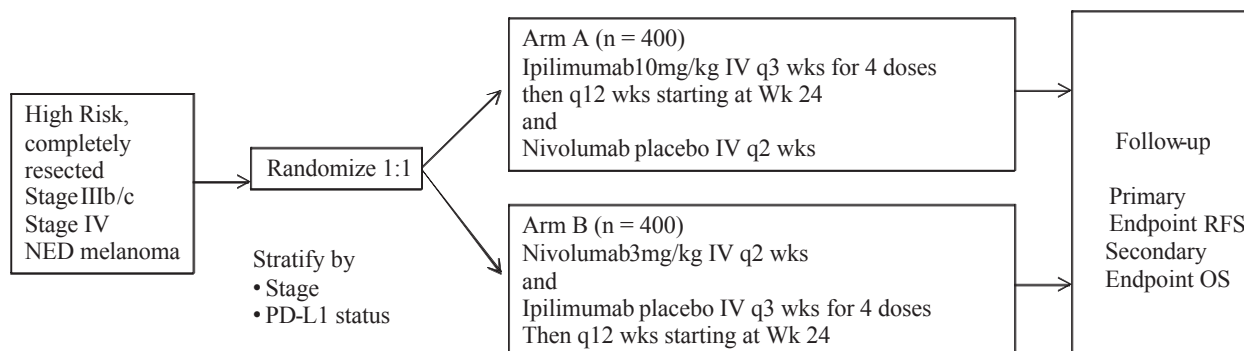 High Risk,
completely
resected
Stage IIIb/c
Stage IV
NED melanoma
Randomize 1:1
Stratify by
• Stage
• PD-L1 status
Arm A (n = 400)
Ipilimumab10mg/kg IV q3 wks for 4 doses
then q12 wks starting at Wk 24
and
Nivolumab placebo IV q2 wks
Arm B (n = 400)
Nivolumab3mg/kg IV q2 wks
and
Ipilimumab placebo IV q3 wks for 4 doses
Then q12 wks starting at Wk 24
Follow-up
Primary
Endpoint RFS
Secondary
Endpoint OS